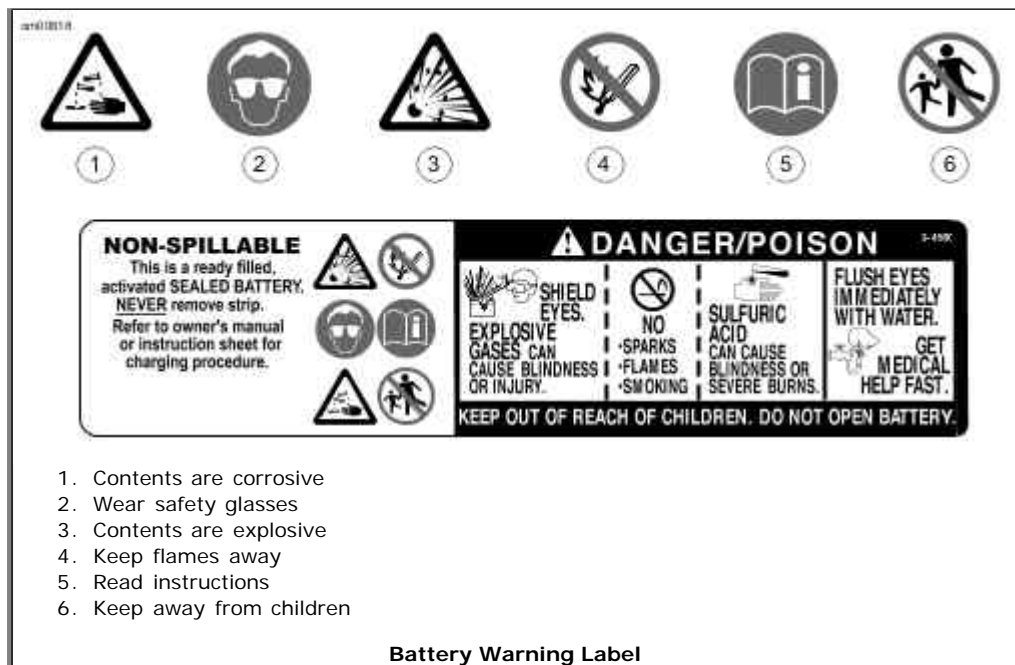 1
2
3
4
5
6
NON-SPILLABLE
This is a ready filled,
activated SEALED BATTERY.
NEVER remove strip.
Refer to owner's manual
or instruction sheet for
charging procedure.
DANGER/POISON
SHIELD
EYES.
EXPLOSIVE
GASES CAN
CAUSE BLINDNESS
OR INJURY.
NO
•SPARKS
•FLAMES
•SMOKING
SULFURIC
ACID
CAN CAUSE
BLINDNESS OR
SEVERE BURNS.
FLUSH EYES
IMMEDIATELY
WITH WATER.
GET
MEDICAL
HELP FAST.
KEEP OUT OF REACH OF CHILDREN. DO NOT OPEN BATTERY.
1. Contents are corrosive
2. Wear safety glasses
3. Contents are explosive
4. Keep flames away
5. Read instructions
6. Keep away from children
Battery Warning Label